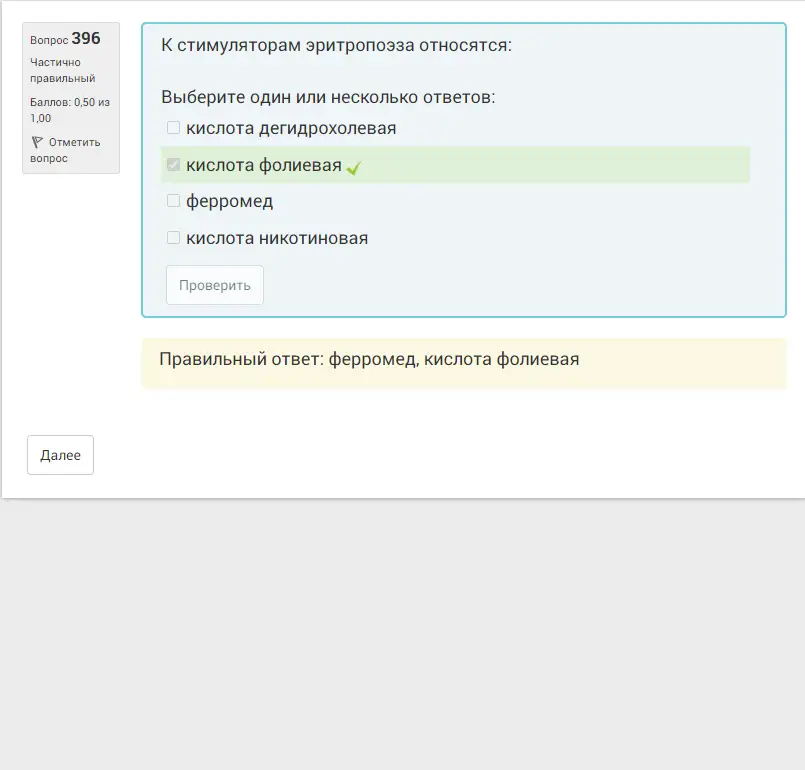 Вопрос 396
Частично
правильный
Баллов: 0,50 из
1,00
Отметить
вопрос
К стимуляторам эритропоэза относятся:
Выберите один или несколько ответов:
кислота дегидрохолевая
кислота фолиевая
ферромед
кислота никотиновая
Проверить
Правильный ответ: ферромед, кислота фолиевая
Далее